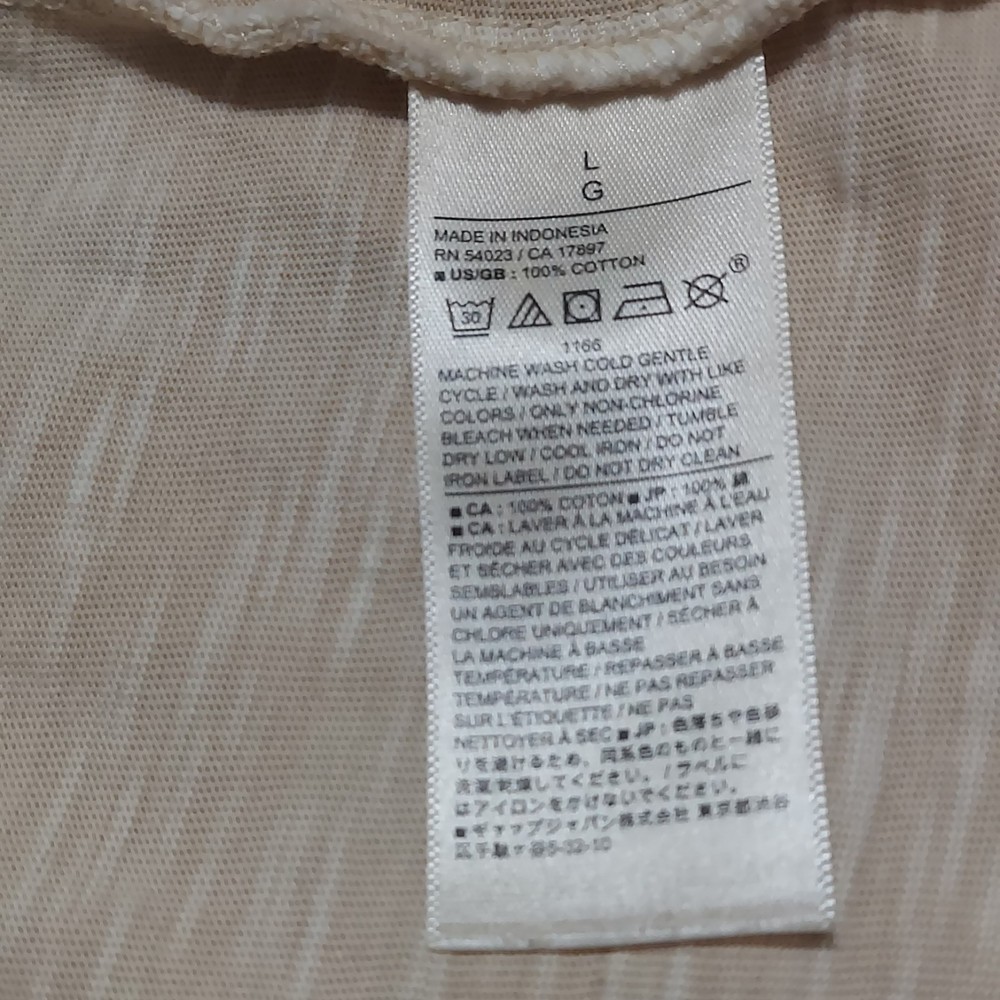 L
G
MADE IN INDONESIA
RN 54023 / CA 17897
■ US/GB : 100% COTTON
30
®
1166
MACHINE WASH COLD GENTLE
CYCLE / WASH AND DRY WITH LIKE
COLORS / ONLY NON-CHLORINE
BLEACH WHEN NEEDED / TUMBLE
DRY LOW / COOL IRON / DO NOT
IRON LABEL / DO NOT DRY CLEAN
■ CA : 100% COTON ■ JP : 100% 綿
■ CA : LAVER À LA MACHINE À L'EAU
FROIDE AU CYCLE DÉLICAT / LAVER
ET SÉCHER AVEC DES COULEURS
SEMBLABLES / UTILISER AU BESOIN
UN AGENT DE BLANCHIMENT SANS
CHLORE UNIQUEMENT / SÉCHER À
LA MACHINE À BASSE
TEMPÉRATURE / REPASSER À BASSE
TEMPÉRATURE / NE PAS REPASSER
SUR L'ÉTIQUETTE / NE PAS
NETTOYER À SEC ■ JP : 色落ちや色移
りを避けるため、同系色のものと一緒に
洗濯乾燥してください。/ ラベルに
はアイロンをかけないでください。
■ ギャップジャパン株式会社 東京都渋谷
区千駄ヶ谷5-32-10